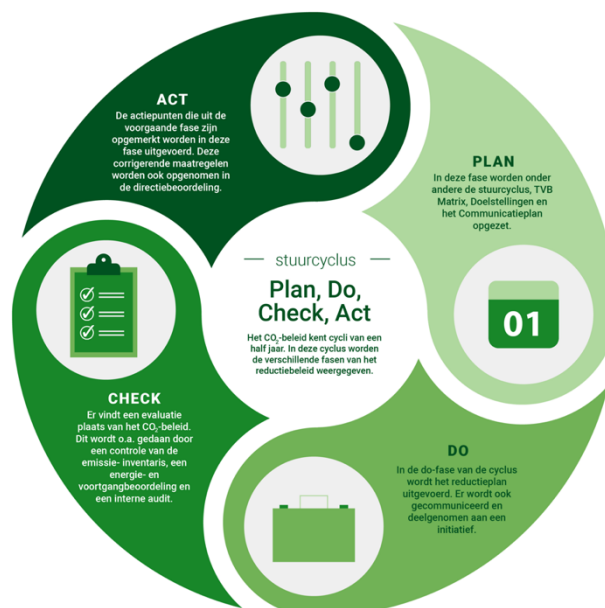 ACT
De actiepunten die uit de
voorgaande fase zijn
opgemerkt worden in deze
fase uitgevoerd. Deze
corrigerende maatregelen
worden ook opgenomen in
de directiebeoordeling.
PLAN
In deze fase worden onder
andere de stuurcyclus, TVB
Matrix, Doelstellingen en
het Communicatieplan
opgezet.
01
stuurcyclus
Plan, Do,
Check, Act
Het CO₂-beleid kent cycli van een
half jaar. In deze cyclus worden
de verschillende fasen van het
reductiebeleid weergegeven.
CHECK
Er vindt een evaluatie
plaats van het CO₂-beleid.
Dit wordt o.a. gedaan door
een controle van de
emissie- inventaris, een
energie- en
voortgangbeoordeling en
een interne audit.
DO
In de do-fase van de cyclus
wordt het reductieplan
uitgevoerd. Er wordt ook
gecommuniceerd en
deelgenomen aan een
initiatief.